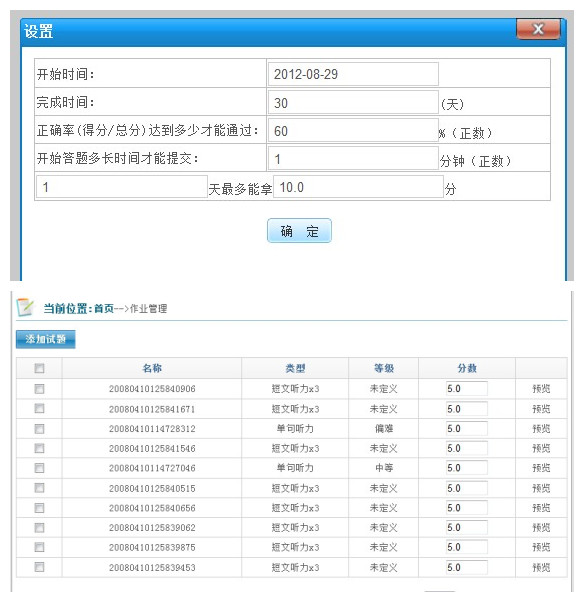 设置
X
开始时间： 2012-08-29
完成时间： 30 (天)
正确率(得分/总分)达到多少才能通过： 60 %（正数）
开始答题多长时间才能提交： 1 分钟（正数）
1 天最多能拿 10.0 分
确 定
当前位置:首页-->作业管理
添加试题
名称 类型 等级 分数
20080410125840906 短文听力x3 未定义 5.0 预览
20080410125841671 短文听力x3 未定义 5.0 预览
20080410114728312 单句听力 偏难 5.0 预览
20080410125841546 短文听力x3 未定义 5.0 预览
20080410114727046 单句听力 中等 5.0 预览
20080410125840515 短文听力x3 未定义 5.0 预览
20080410125840656 短文听力x3 未定义 5.0 预览
20080410125839062 短文听力x3 未定义 5.0 预览
20080410125839875 短文听力x3 未定义 5.0 预览
20080410125839453 短文听力x3 未定义 5.0 预览